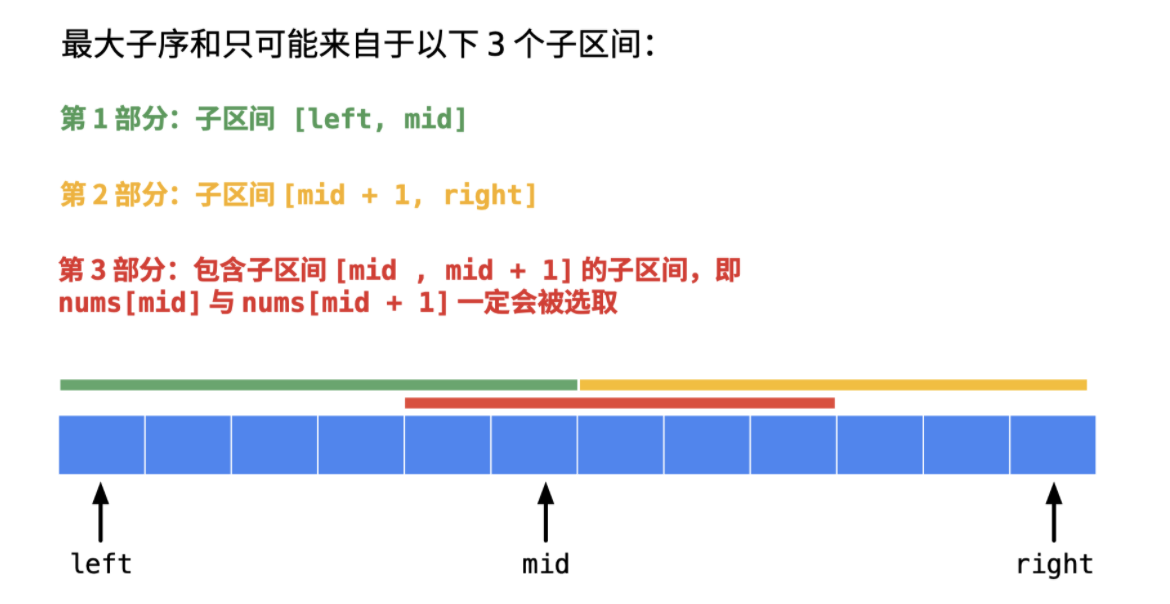 最大子序和只可能来自于以下 3 个子区间：
第 1 部分：子区间 [left, mid]
第 2 部分：子区间 [mid + 1, right]
第 3 部分：包含子区间 [mid , mid + 1] 的子区间，即
nums[mid] 与 nums[mid + 1] 一定会被选取
left
mid
right